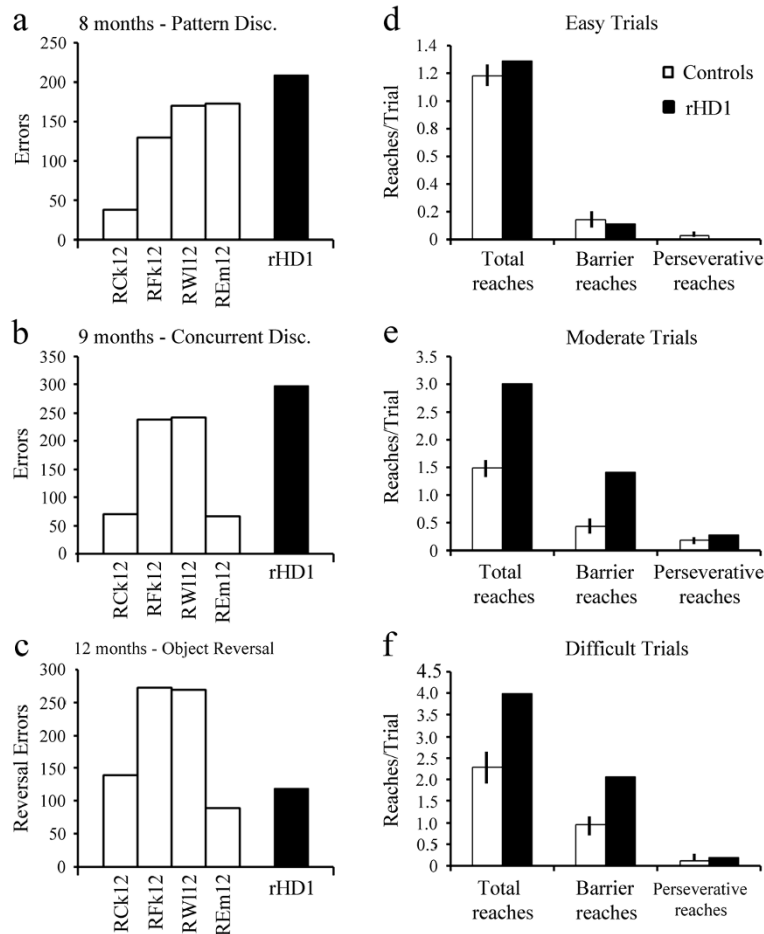 a
8 months - Pattern Disc.
250
200
150
100
50
0
Errors
RCk12
RFk12
RWl12
REm12
rHD1
b
9 months - Concurrent Disc.
350
300
250
200
150
100
50
0
Errors
RCk12
RFk12
RWl12
REm12
rHD1
c
12 months - Object Reversal
300
250
200
150
100
50
0
Reversal Errors
RCk12
RFk12
RWl12
REm12
rHD1
d
Easy Trials
1.4
1.2
1.2
0.8
0.8
0.4
0.2
0
Reaches/Trial
Controls
rHD1
Total
reaches
Barrier
reaches
Perseverative
reaches
e
Moderate Trials
3.5
3.0
2.5
2.0
1.5
1.0
0.5
0
Reaches/Trial
Total
reaches
Barrier
reaches
Perseverative
reaches
f
Difficult Trials
4.5
4.0
3.5
3.0
2.5
2.0
1.5
1.0
0.5
0
Reaches/Trial
Total
reaches
Barrier
reaches
Perseverative
reaches